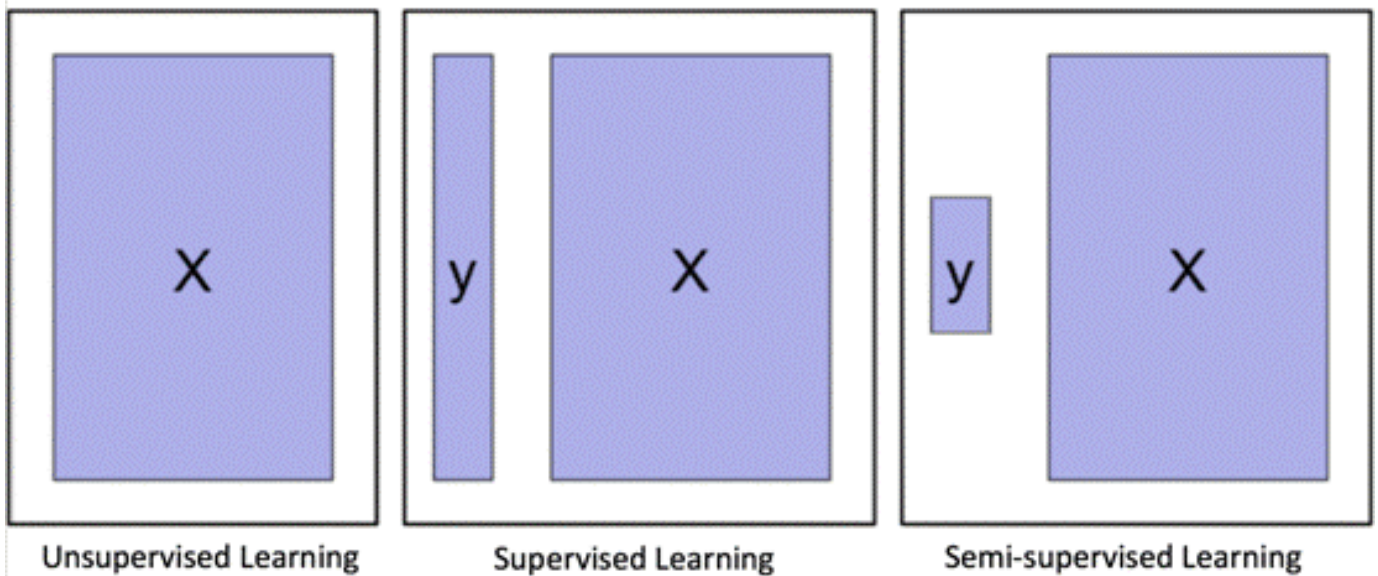 X
y
X
y
X
Unsupervised Learning
Supervised Learning
Semi-supervised Learning